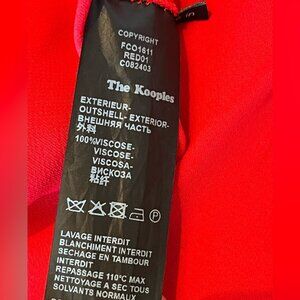 COPYRIGHT
FCO1611
RED01
C082403
The Kooples
EXTERIEUR-
OUTSHELL- EXTERIOR-
ВНЕШНЯЯ ЧАСТЬ
外料
100%VISCOSE-
VISCOSE-
VISCOSA-
ВИСКОЗА
粘纤
LAVAGE INTERDIT
BLANCHIMENT INTERDIT
SECHAGE EN TAMBOUR
INTERDIT
REPASSAGE 110°C MAX
NETTOYAGE A SEC TOUS
SOLVANTS NORMAUX